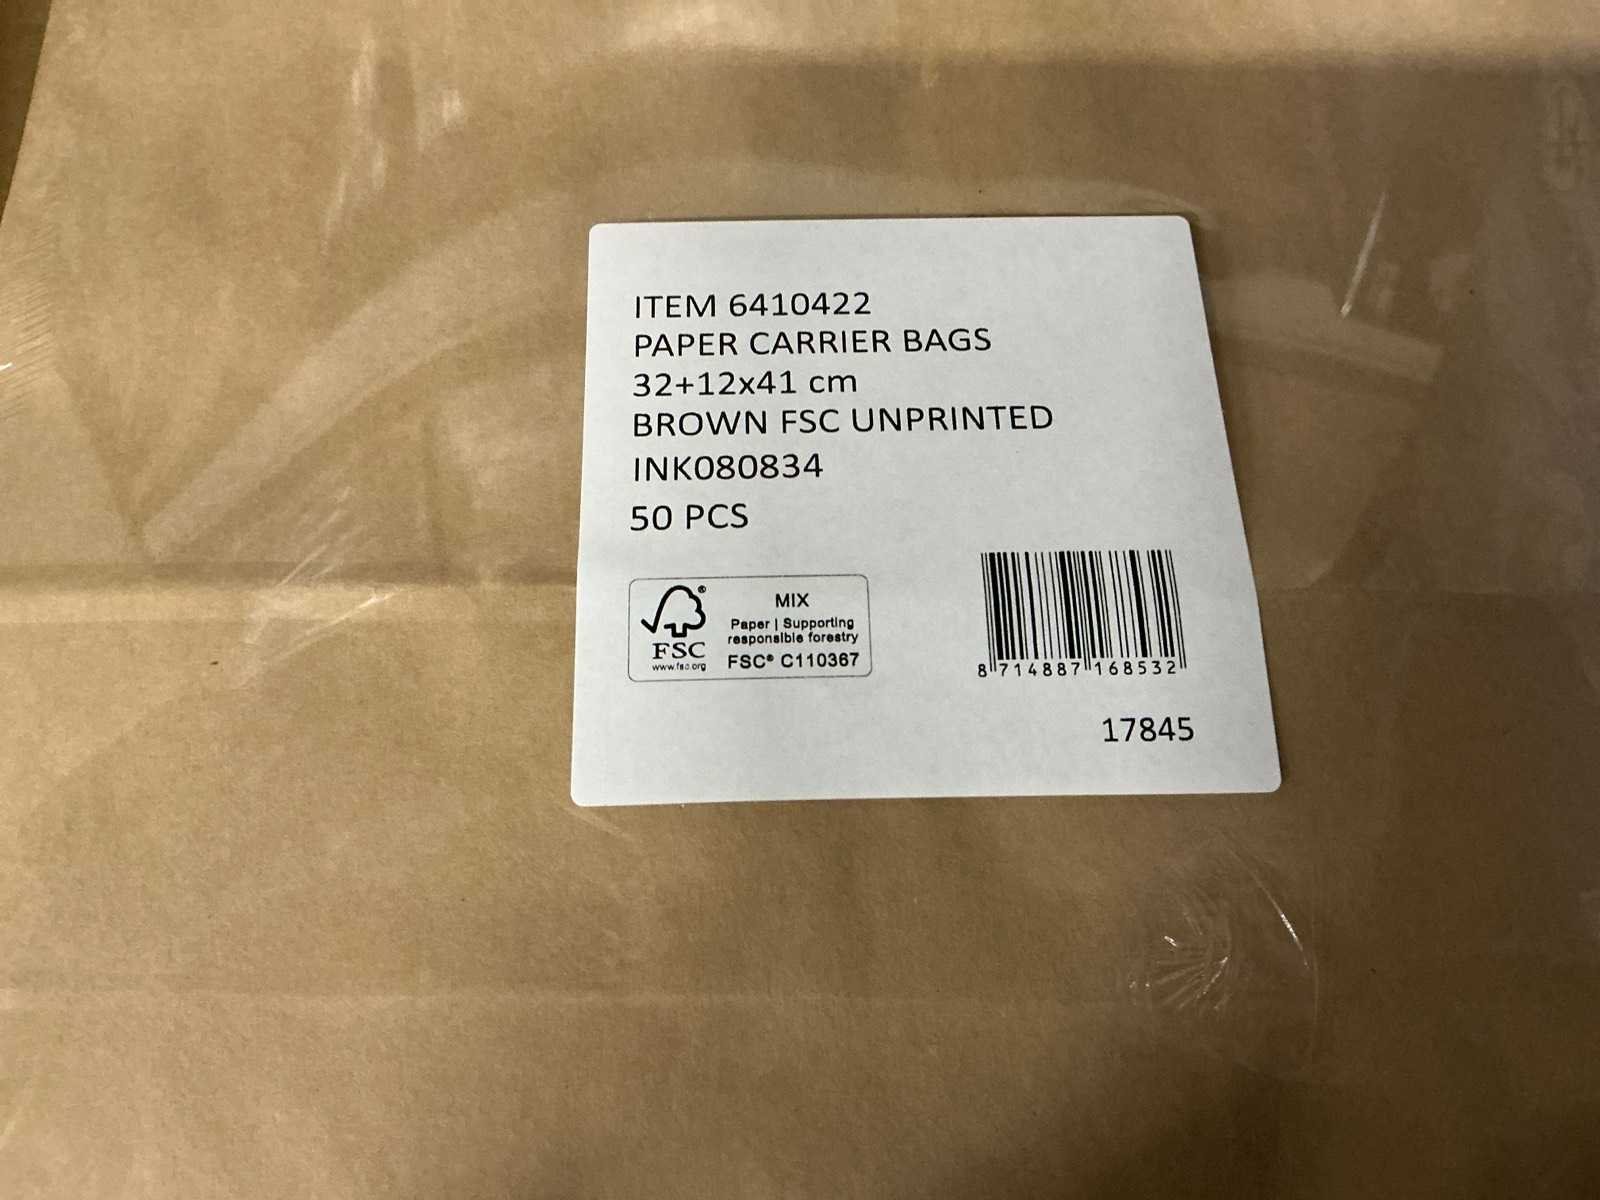 ITEM 6410422
PAPER CARRIER BAGS
32+12x41 cm
BROWN FSC UNPRINTED
INK080834
50 PCS
®
FSC
www.fsc.org
MIX
Paper | Supporting
responsible forestry
FSC® C110367
8 714887 168532
17845